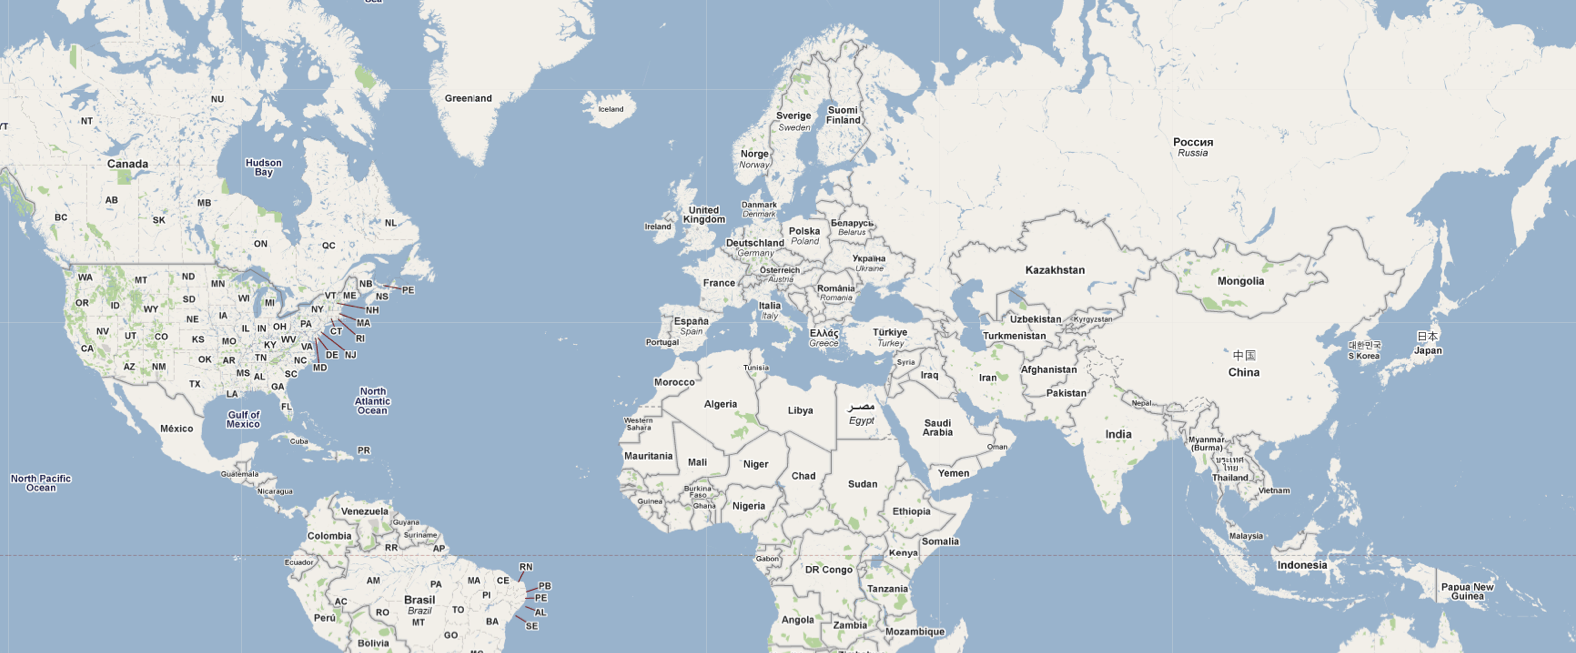 Sea
NU
NT
YT
Canada
Hudson
Bay
BC
AB
SK
MB
ON
QC
NL
NB
PE
NS
Greenland
Iceland
WA
MT
ND
MN
OR
ID
WY
SD
WI
MI
VT
ME
NH
NY
MA
NV
UT
CO
NE
IA
IL
IN
OH
PA
CT
RI
CA
KS
MO
KY
WV
VA
DE
NJ
MD
AZ
NM
OK
AR
TN
NC
TX
MS
AL
SC
GA
LA
FL
North
Atlantic
Ocean
Gulf of
Mexico
México
Cuba
PR
North Pacific
Ocean
Guatemala
Nicaragua
Venezuela
Guyana
Colombia
Suriname
RR
AP
Ecuador
AM
PA
MA
CE
RN
PB
PI
PE
AL
SE
AC
Brasil
Brazil
TO
RO
MT
BA
Perú
GO
Bolivia
Sverige
Sweden
Suomi
Finland
Norge
Norway
Россия
Russia
United
Kingdom
Ireland
Danmark
Denmark
Беларусь
Belarus
Polska
Poland
Deutschland
Germany
Україна
Ukraine
Österreich
Austria
France
România
Romania
Italia
Italy
España
Spain
Portugal
Ελλάς
Greece
Türkiye
Turkey
Kazakhstan
Mongolia
Uzbekistan
Kyrgyzstan
Turkmenistan
대한민국
S Korea
日本
Japan
中国
China
Syria
Iraq
Iran
Afghanistan
Pakistan
Nepal
India
Myanmar
(Burma)
ประเทศ
ไทย
Thailand
Vietnam
Malaysia
Indonesia
Papua New
Guinea
Tunisia
Morocco
Algeria
Libya
مصر
Egypt
Western
Sahara
Saudi
Arabia
Oman
Yemen
Mauritania
Mali
Niger
Chad
Sudan
Burkina
Faso
Guinea
Ghana
Nigeria
Ethiopia
Somalia
Gabon
Kenya
DR Congo
Tanzania
Angola
Zambia
Mozambique